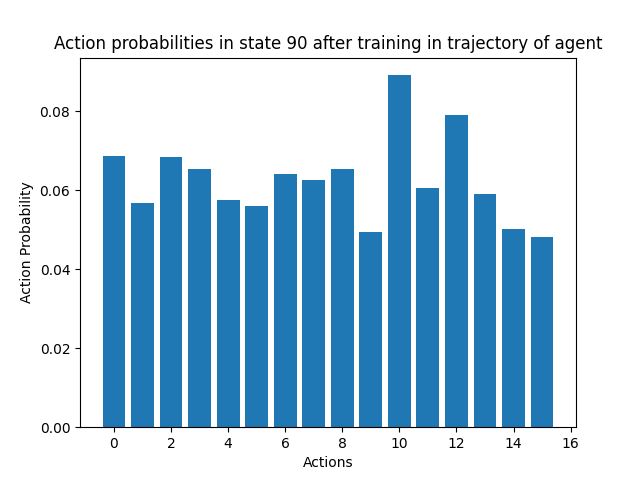 Action probabilities in state 90 after training in trajectory of agent
0.08
0.06
0.04
0.02
0.00
Action Probability
0 2 4 6 8 10 12 14 16
Actions